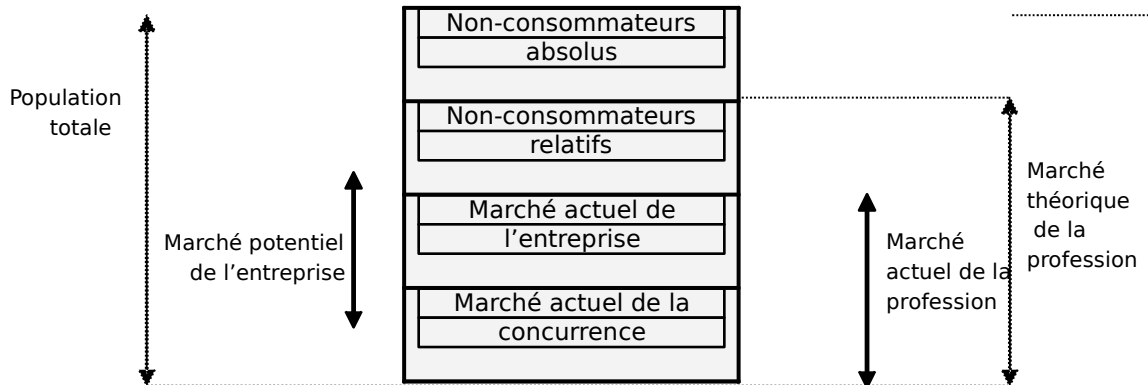 Non-consommateurs
absolus
Population
totale
Non-consommateurs
relatifs
Marché
théorique
de la
profession
Marché actuel de
l’entreprise
Marché potentiel
de l’entreprise
Marché
actuel de la
profession
Marché actuel de la
concurrence